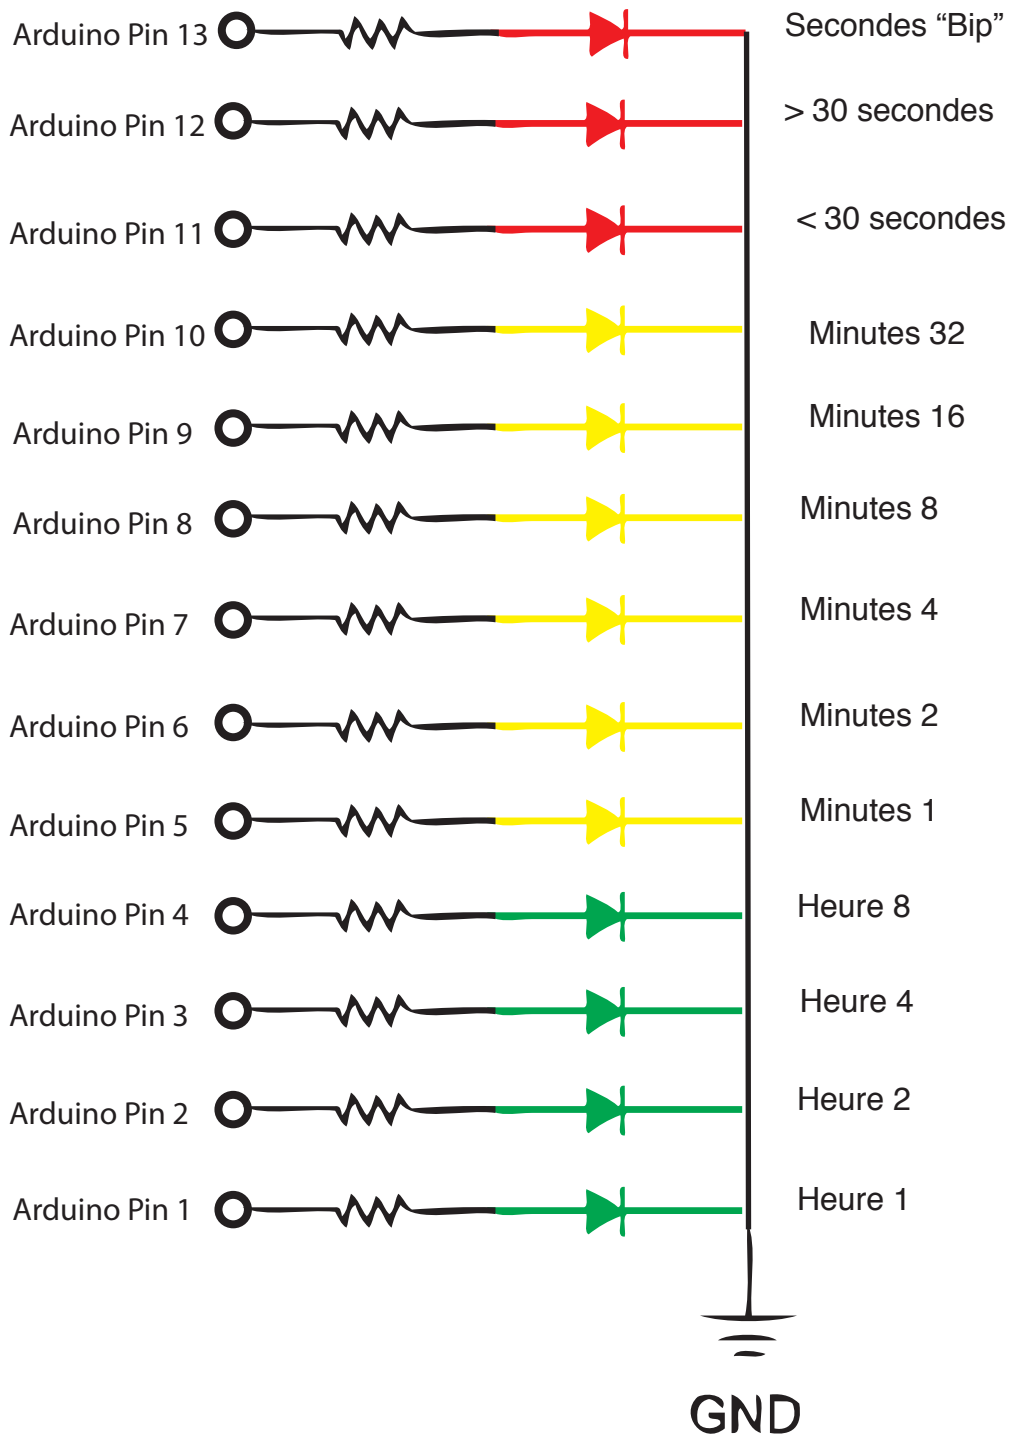 Arduino Pin 13 Secondes “Bip”
Arduino Pin 12 > 30 secondes
Arduino Pin 11 < 30 secondes
Arduino Pin 10 Minutes 32
Arduino Pin 9 Minutes 16
Arduino Pin 8 Minutes 8
Arduino Pin 7 Minutes 4
Arduino Pin 6 Minutes 2
Arduino Pin 5 Minutes 1
Arduino Pin 4 Heure 8
Arduino Pin 3 Heure 4
Arduino Pin 2 Heure 2
Arduino Pin 1 Heure 1
GND